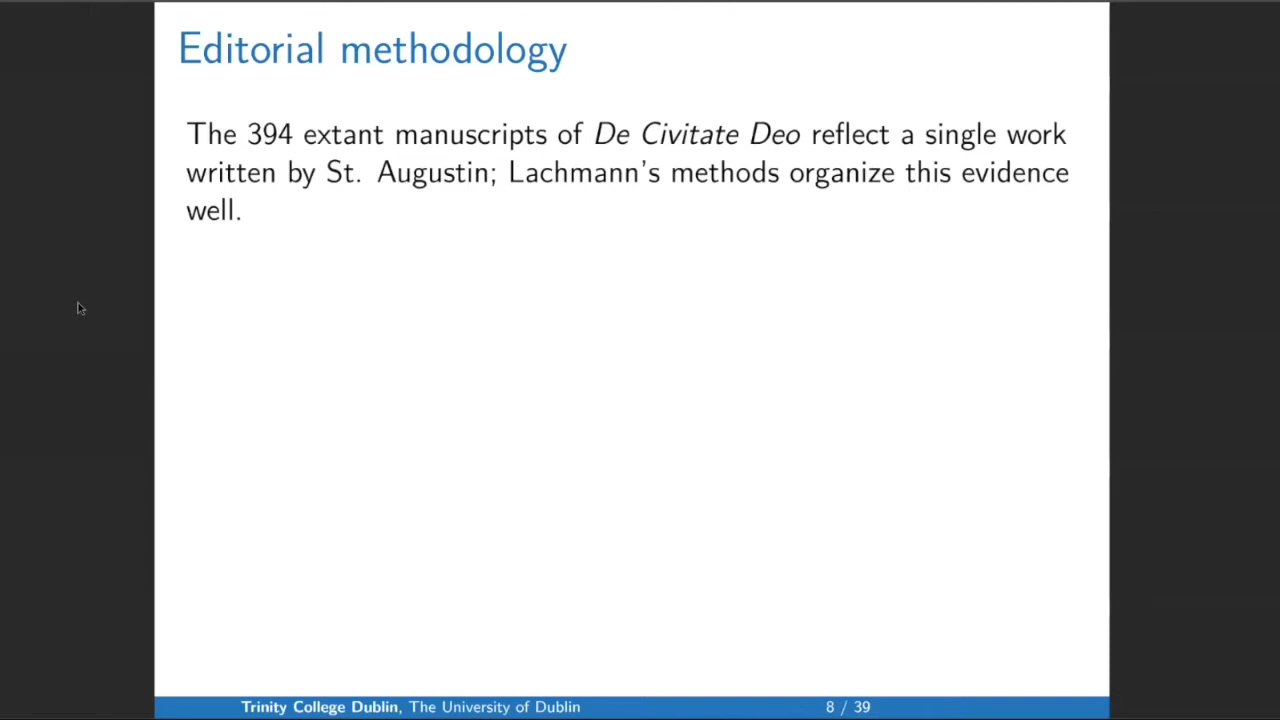 Editorial methodology
The 394 extant manuscripts of De Civitate Deo reflect a single work
written by St. Augustin; Lachmann's methods organize this evidence
well.
Trinity College Dublin, The University of Dublin
8 / 39